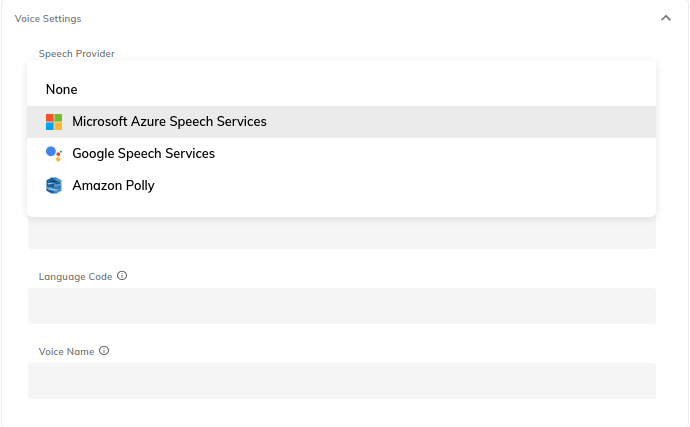 Voice Settings
Speech Provider
None
Microsoft Azure Speech Services
Google Speech Services
Amazon Polly
Language Code
Voice Name